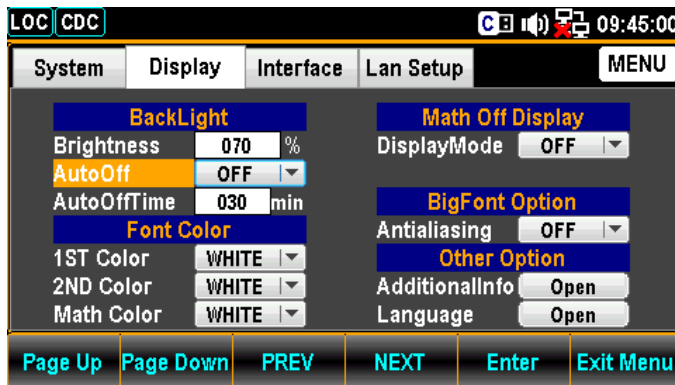 LOC CDC C 09:45:00
System Display Interface Lan Setup MENU
BackLight
Brightness 070 %
AutoOff OFF
AutoOffTime 030 min
Font Color
1ST Color WHITE
2ND Color WHITE
Math Color WHITE
Math Off Display
DisplayMode OFF
BigFont Option
Antialiasing OFF
Other Option
AdditionalInfo Open
Language Open
Page Up Page Down PREV NEXT Enter Exit Menu